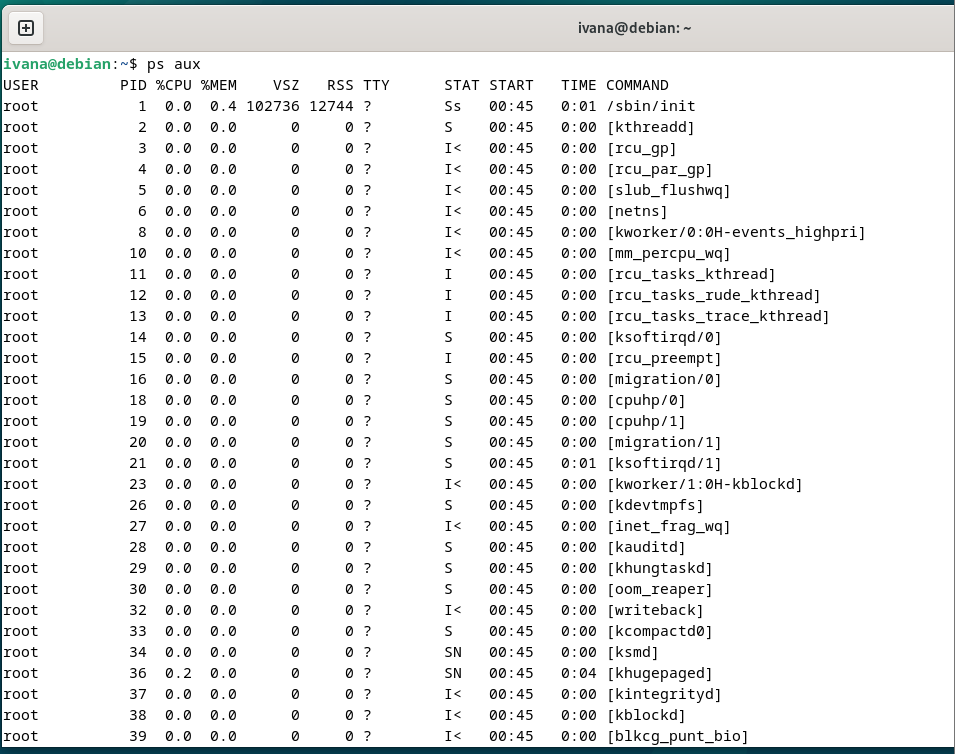 ivana@debian: ~
ivana@debian:~$ ps aux
USER         PID %CPU %MEM    VSZ   RSS TTY      STAT START   TIME COMMAND
root           1  0.0  0.4 102736 12744 ?        Ss   00:45   0:01 /sbin/init
root           2  0.0  0.0      0     0 ?        S    00:45   0:00 [kthreadd]
root           3  0.0  0.0      0     0 ?        I<   00:45   0:00 [rcu_gp]
root           4  0.0  0.0      0     0 ?        I<   00:45   0:00 [rcu_par_gp]
root           5  0.0  0.0      0     0 ?        I<   00:45   0:00 [slub_flushwq]
root           6  0.0  0.0      0     0 ?        I<   00:45   0:00 [netns]
root           8  0.0  0.0      0     0 ?        I<   00:45   0:00 [kworker/0:0H-events_highpri]
root          10  0.0  0.0      0     0 ?        I<   00:45   0:00 [mm_percpu_wq]
root          11  0.0  0.0      0     0 ?        I    00:45   0:00 [rcu_tasks_kthread]
root          12  0.0  0.0      0     0 ?        I    00:45   0:00 [rcu_tasks_rude_kthread]
root          13  0.0  0.0      0     0 ?        I    00:45   0:00 [rcu_tasks_trace_kthread]
root          14  0.0  0.0      0     0 ?        S    00:45   0:00 [ksoftirqd/0]
root          15  0.0  0.0      0     0 ?        I    00:45   0:00 [rcu_preempt]
root          16  0.0  0.0      0     0 ?        S    00:45   0:00 [migration/0]
root          18  0.0  0.0      0     0 ?        S    00:45   0:00 [cpuhp/0]
root          19  0.0  0.0      0     0 ?        S    00:45   0:00 [cpuhp/1]
root          20  0.0  0.0      0     0 ?        S    00:45   0:00 [migration/1]
root          21  0.0  0.0      0     0 ?        S    00:45   0:01 [ksoftirqd/1]
root          23  0.0  0.0      0     0 ?        I<   00:45   0:00 [kworker/1:0H-kblockd]
root          26  0.0  0.0      0     0 ?        S    00:45   0:00 [kdevtmpfs]
root          27  0.0  0.0      0     0 ?        I<   00:45   0:00 [inet_frag_wq]
root          28  0.0  0.0      0     0 ?        S    00:45   0:00 [kauditd]
root          29  0.0  0.0      0     0 ?        S    00:45   0:00 [khungtaskd]
root          30  0.0  0.0      0     0 ?        S    00:45   0:00 [oom_reaper]
root          32  0.0  0.0      0     0 ?        I<   00:45   0:00 [writeback]
root          33  0.0  0.0      0     0 ?        S    00:45   0:00 [kcompactd0]
root          34  0.0  0.0      0     0 ?        SN   00:45   0:00 [ksmd]
root          36  0.2  0.0      0     0 ?        SN   00:45   0:04 [khugepaged]
root          37  0.0  0.0      0     0 ?        I<   00:45   0:00 [kintegrityd]
root          38  0.0  0.0      0     0 ?        I<   00:45   0:00 [kblockd]
root          39  0.0  0.0      0     0 ?        I<   00:45   0:00 [blkcg_punt_bio]